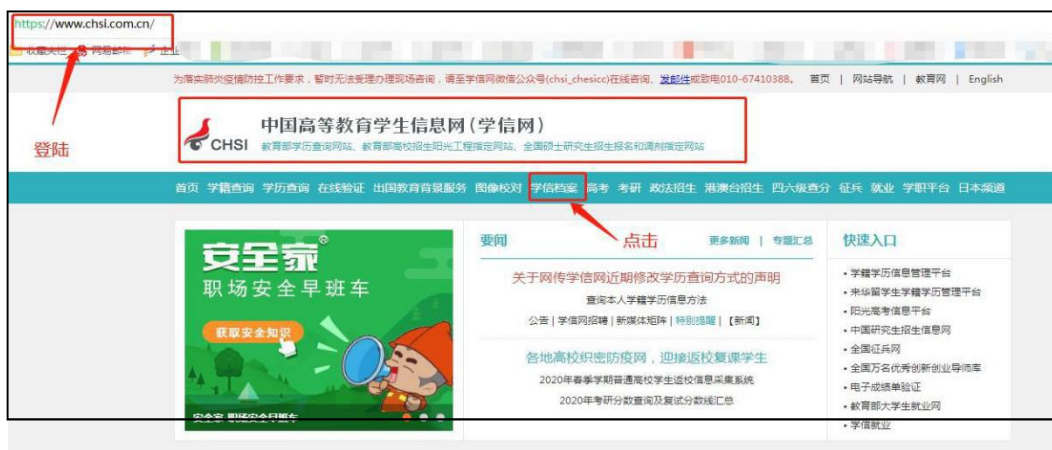 https://www.chsi.com.cn/
收藏夹栏 网易邮箱 企业
为落实肺炎疫情防控工作要求，暂时无法受理办理现场咨询，请至学信网微信公众号(chsi_chesicc)在线咨询、发邮件或致电010-67410388。 首页 | 网站导航 | 教育网 | English
登陆
CHSI 中国高等教育学生信息网(学信网)
教育部学历查询网站、教育部高校招生阳光工程指定网站、全国硕士研究生招生报名和调剂指定网站
首页 学籍查询 学历查询 在线验证 出国教育背景服务 图像校对 学信档案 高考 考研 政法招生 港澳台招生 四六级查分 征兵 就业 学职平台 日本频道
点击
安全家®
职场安全早班车
获取安全知识
安全家 职场安全早班车
要闻 更多新闻 | 专题汇总
关于网传学信网近期修改学历查询方式的声明
查询本人学籍学历信息方法
公告 | 学信网招聘 | 新媒体矩阵 | 特别提醒 | 【新闻】
各地高校织密防疫网，迎接返校复课学生
2020年春季学期普通高校学生返校信息采集系统
2020年考研分数查询及复试分数线汇总
快速入口
• 学籍学历信息管理平台
• 来华留学生学籍学历管理平台
• 阳光高考信息平台
• 中国研究生招生信息网
• 全国征兵网
• 全国万名优秀创新创业导师库
• 电子成绩单验证
• 教育部大学生就业网
• 学信就业